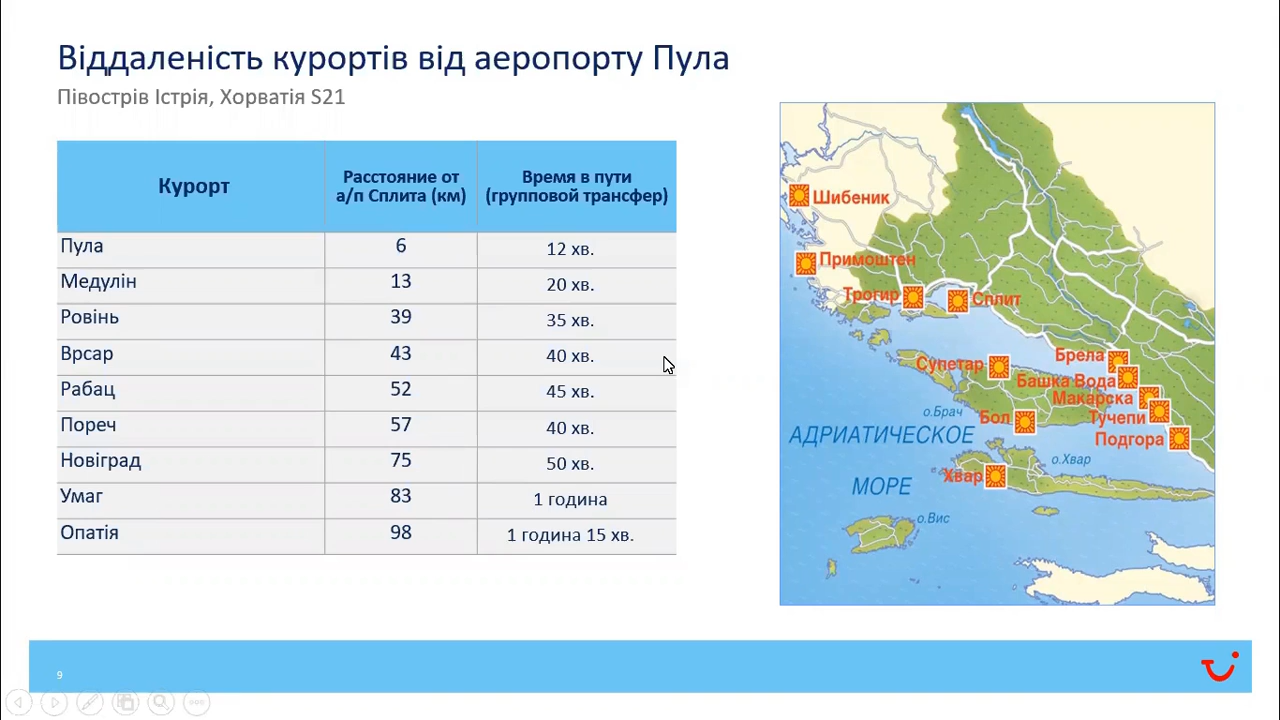 Віддаленість курортів від аеропорту Пула
Півострів Істрія, Хорватія S21
Курорт
Расстояние от
а/п Сплита (км)
Время в пути
(групповой трансфер)
Пула 6 12 хв.
Медулін 13 20 хв.
Ровінь 39 35 хв.
Врсар 43 40 хв.
Рабац 52 45 хв.
Пореч 57 40 хв.
Новіград 75 50 хв.
Умаг 83 1 година
Опатія 98 1 година 15 хв.
Шибеник
Примоштен
Трогир
Сплит
Супетар
Брела
Башка Вода
Макарска
о.Брач
Бол
Тучепи
АДРИАТИЧЕСКОЕ
Подгора
о.Хвар
Хвар
МОРЕ
о.Вис
9